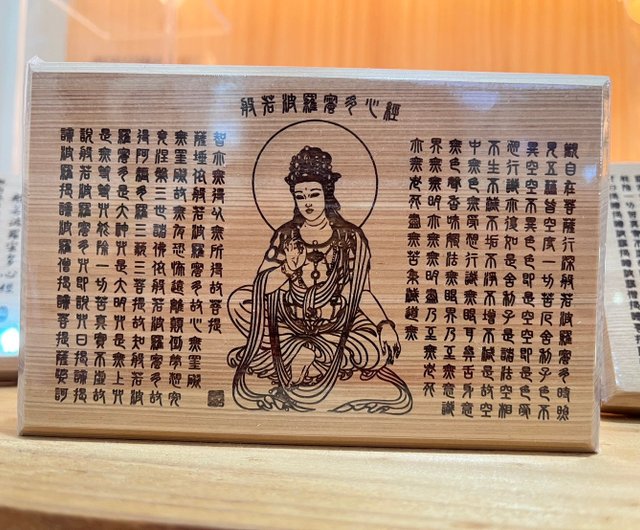 般若波羅蜜多心經
觀自在菩薩行深般若波羅蜜多時照
見五蘊皆空度一切苦厄舍利子色不
異空空不異色色即是空空即是色受
想行識亦復如是舍利子是諸法空相
不生不滅不垢不淨不增不減是故空
中無色無受想行識無眼耳鼻舌身意
無色聲香味觸法無眼界乃至無意識
界無無明亦無無明盡乃至無老死
亦無老死盡無苦集滅道無
智亦無得以無所得故菩提
薩埵依般若波羅蜜多故心無罣礙
無罣礙故無有恐怖遠離顛倒夢想究
竟涅槃三世諸佛依般若波羅蜜多故
得阿耨多羅三藐三菩提故知般若波
羅蜜多是大神咒是大明咒是無上咒
是無等等咒能除一切苦真實不虛故
說般若波羅蜜多咒即說咒曰揭諦揭
諦波羅揭諦波羅僧揭諦菩提薩婆訶